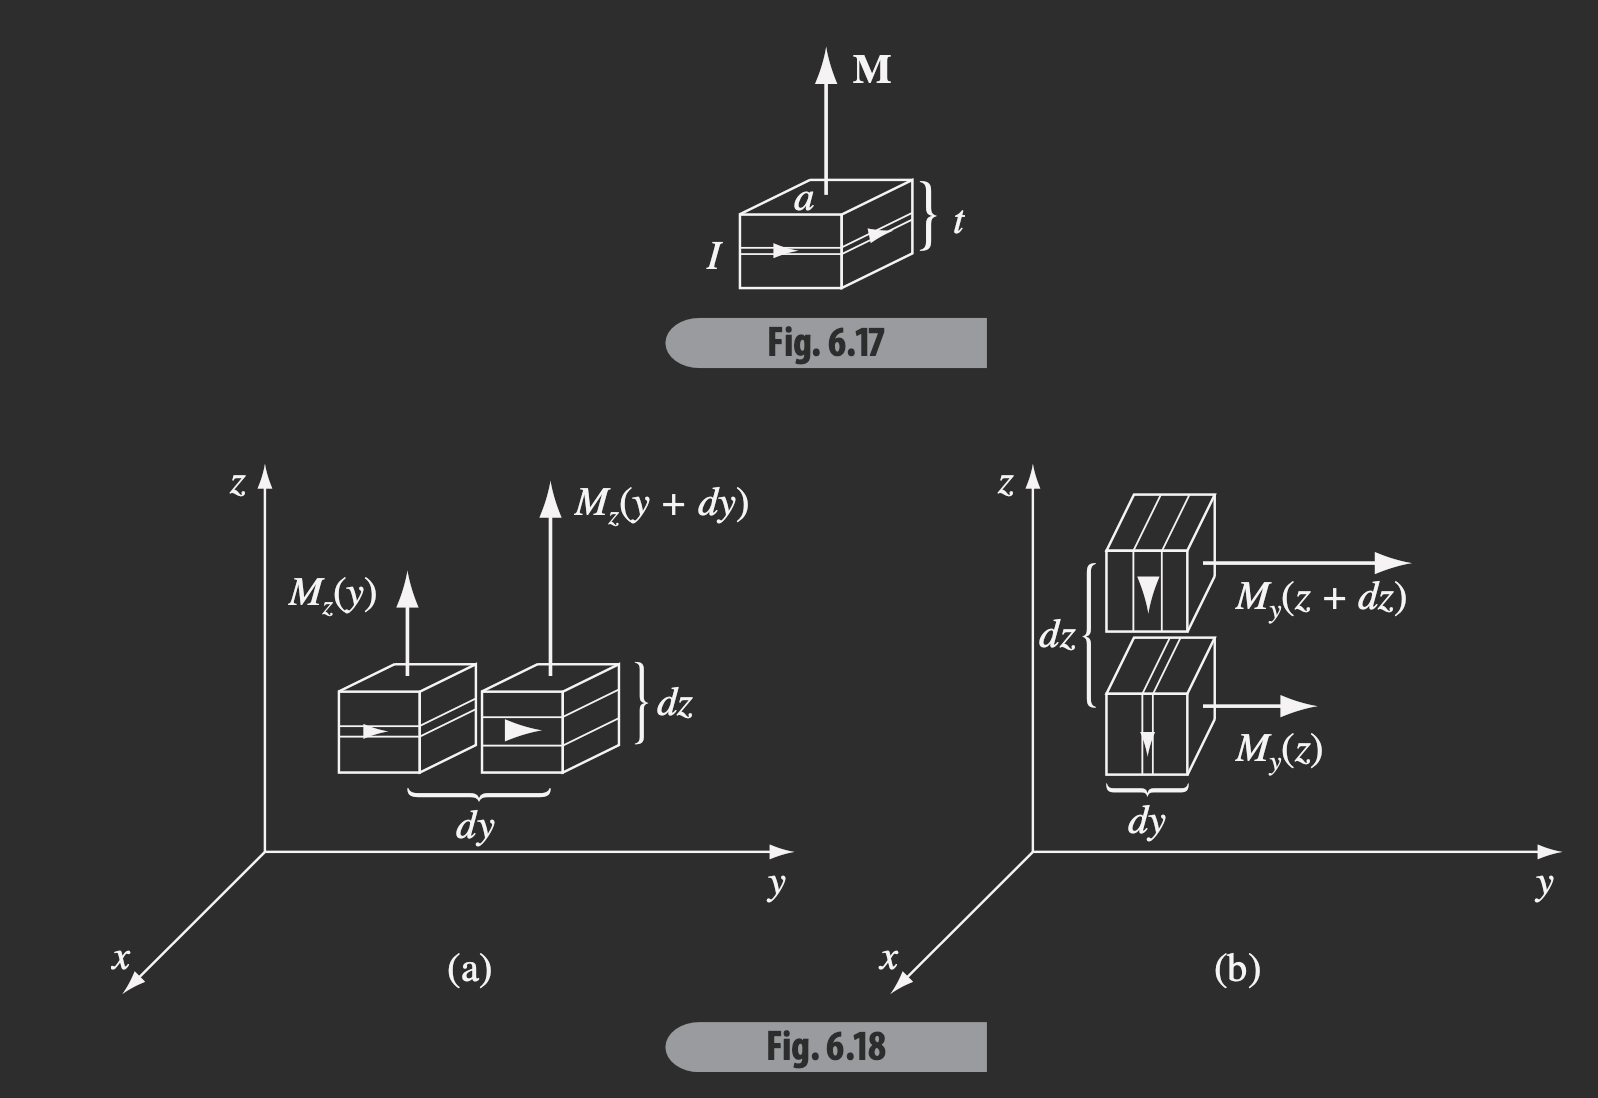 M
a
t
I
Fig. 6.17
z
M_z(y + dy)
M_z(y)
dz
dy
y
x
(a)
z
M_y(z + dz)
dz
M_y(z)
dy
y
x
(b)
Fig. 6.18